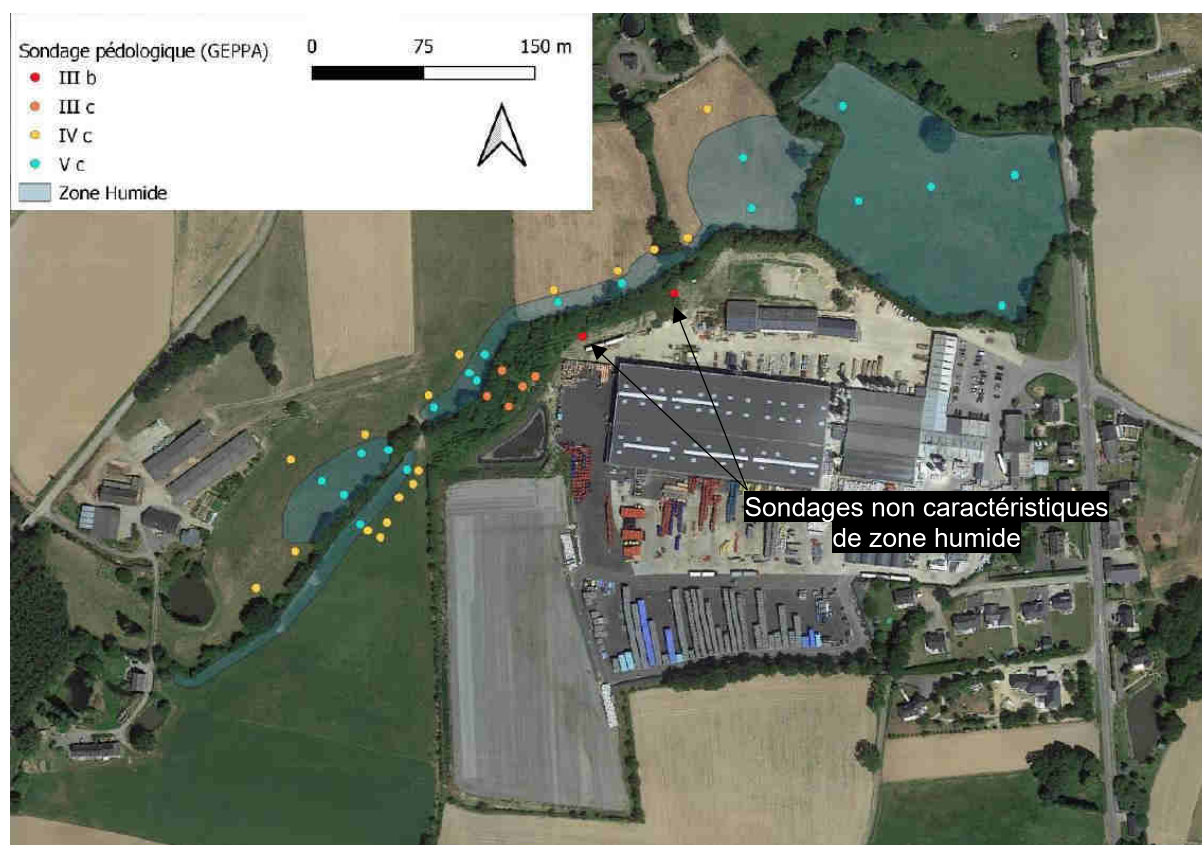 Sondage pédologique (GEPPA)
III b
III c
IV c
V c
Zone Humide
0 75 150 m
Sondages non caractéristiques
de zone humide